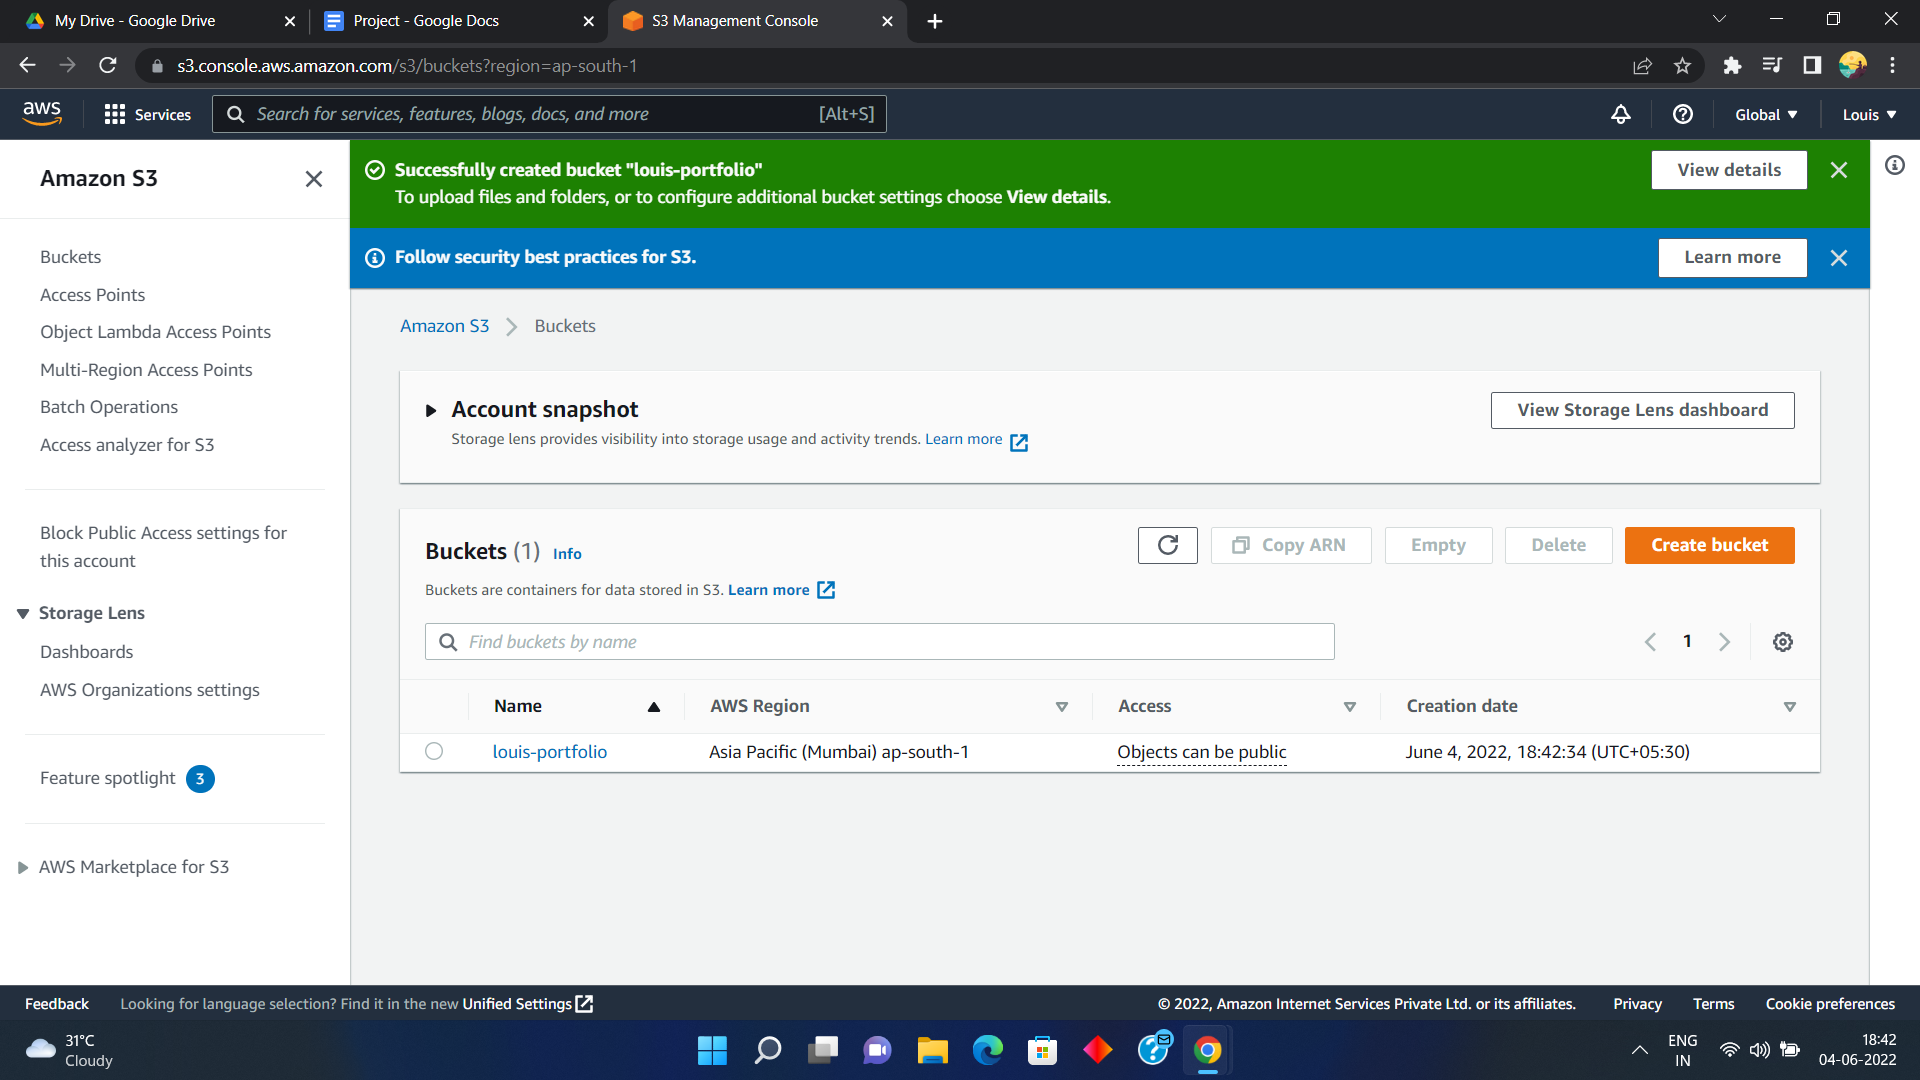 My Drive - Google Drive
Project - Google Docs
S3 Management Console
s3.console.aws.amazon.com/s3/buckets?region=ap-south-1
aws
Services
Search for services, features, blogs, docs, and more
[Alt+S]
Global
Louis
Amazon S3
Buckets
Access Points
Object Lambda Access Points
Multi-Region Access Points
Batch Operations
Access analyzer for S3
Block Public Access settings for
this account
Storage Lens
Dashboards
AWS Organizations settings
Feature spotlight 3
AWS Marketplace for S3
Successfully created bucket "louis-portfolio"
To upload files and folders, or to configure additional bucket settings choose View details.
View details
Follow security best practices for S3.
Learn more
Amazon S3
Buckets
Account snapshot
Storage lens provides visibility into storage usage and activity trends. Learn more
View Storage Lens dashboard
Buckets (1) Info
Buckets are containers for data stored in S3. Learn more
Copy ARN
Empty
Delete
Create bucket
Find buckets by name
1
Name
AWS Region
Access
Creation date
louis-portfolio
Asia Pacific (Mumbai) ap-south-1
Objects can be public
June 4, 2022, 18:42:34 (UTC+05:30)
Feedback
Looking for language selection? Find it in the new Unified Settings
© 2022, Amazon Internet Services Private Ltd. or its affiliates.
Privacy
Terms
Cookie preferences
31°C
Cloudy
ENG
IN
18:42
04-06-2022